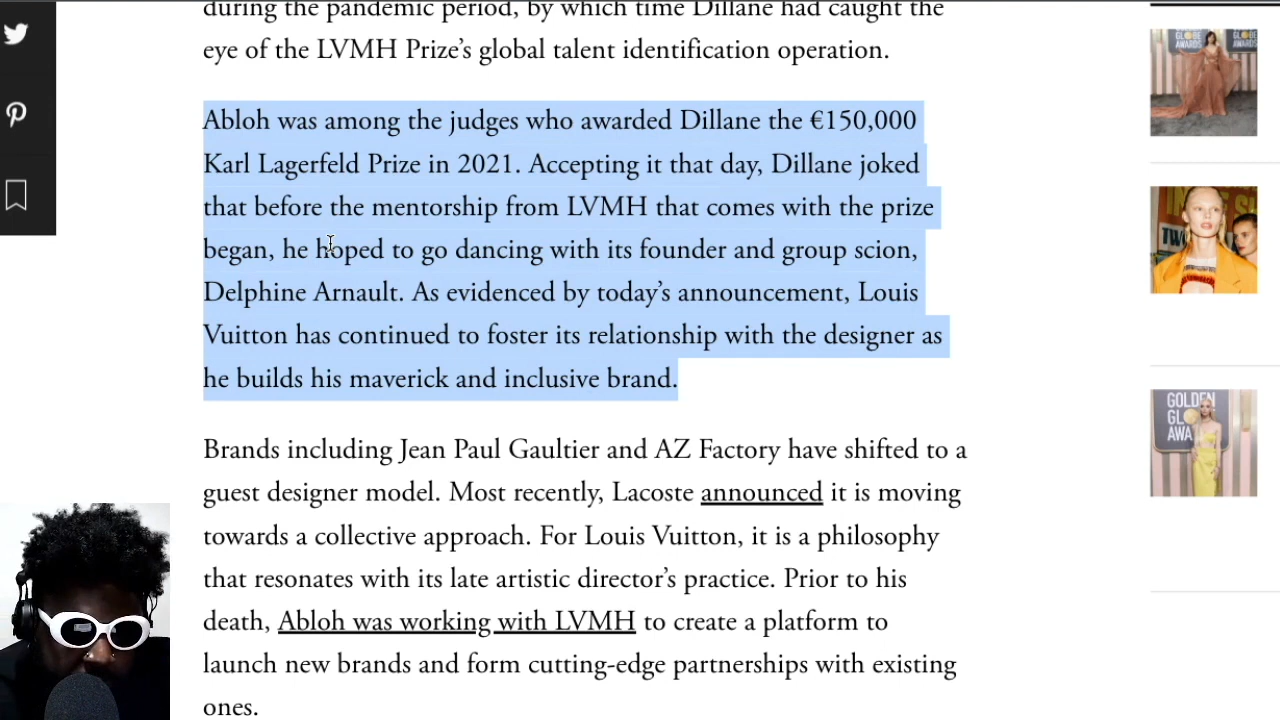 during the pandemic period, by which time Dillane had caught the
eye of the LVMH Prize’s global talent identification operation.
Abloh was among the judges who awarded Dillane the €150,000
Karl Lagerfeld Prize in 2021. Accepting it that day, Dillane joked
that before the mentorship from LVMH that comes with the prize
began, he hoped to go dancing with its founder and group scion,
Delphine Arnault. As evidenced by today’s announcement, Louis
Vuitton has continued to foster its relationship with the designer as
he builds his maverick and inclusive brand.
Brands including Jean Paul Gaultier and AZ Factory have shifted to a
guest designer model. Most recently, Lacoste announced it is moving
towards a collective approach. For Louis Vuitton, it is a philosophy
that resonates with its late artistic director’s practice. Prior to his
death, Abloh was working with LVMH to create a platform to
launch new brands and form cutting-edge partnerships with existing
ones.
GOLDEN